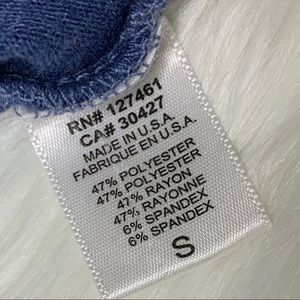 RN# 127461
CA# 30427
MADE IN U.S.A.
FABRIQUE EN U.S.A.
47% POLYESTER
47% POLYESTER
47% RAYON
47% RAYONNE
6% SPANDEX
6% SPANDEX
S